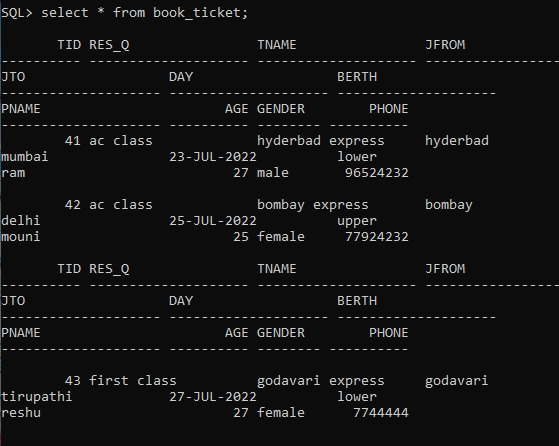 SQL> select * from book_ticket;
TID RES_Q TNAME JFROM
---------- -------------------- -------------------- --------------------
JTO DAY BERTH
-------------------- -------------------- --------------------
PNAME AGE GENDER PHONE
-------------------- ---------- -------- ----------
41 ac class hyderbad express hyderbad
mumbai 23-JUL-2022 lower
ram 27 male 96524232
42 ac class bombay express bombay
delhi 25-JUL-2022 upper
mouni 25 female 77924232
TID RES_Q TNAME JFROM
---------- -------------------- -------------------- --------------------
JTO DAY BERTH
-------------------- -------------------- --------------------
PNAME AGE GENDER PHONE
-------------------- ---------- -------- ----------
43 first class godavari express godavari
tirupathi 27-JUL-2022 lower
reshu 27 female 7744444